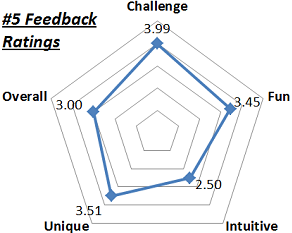 #5 Feedback
Ratings
Challenge
3.99
Overall
3.00
3.45
Fun
2.50
3.51
Unique
Intuitive